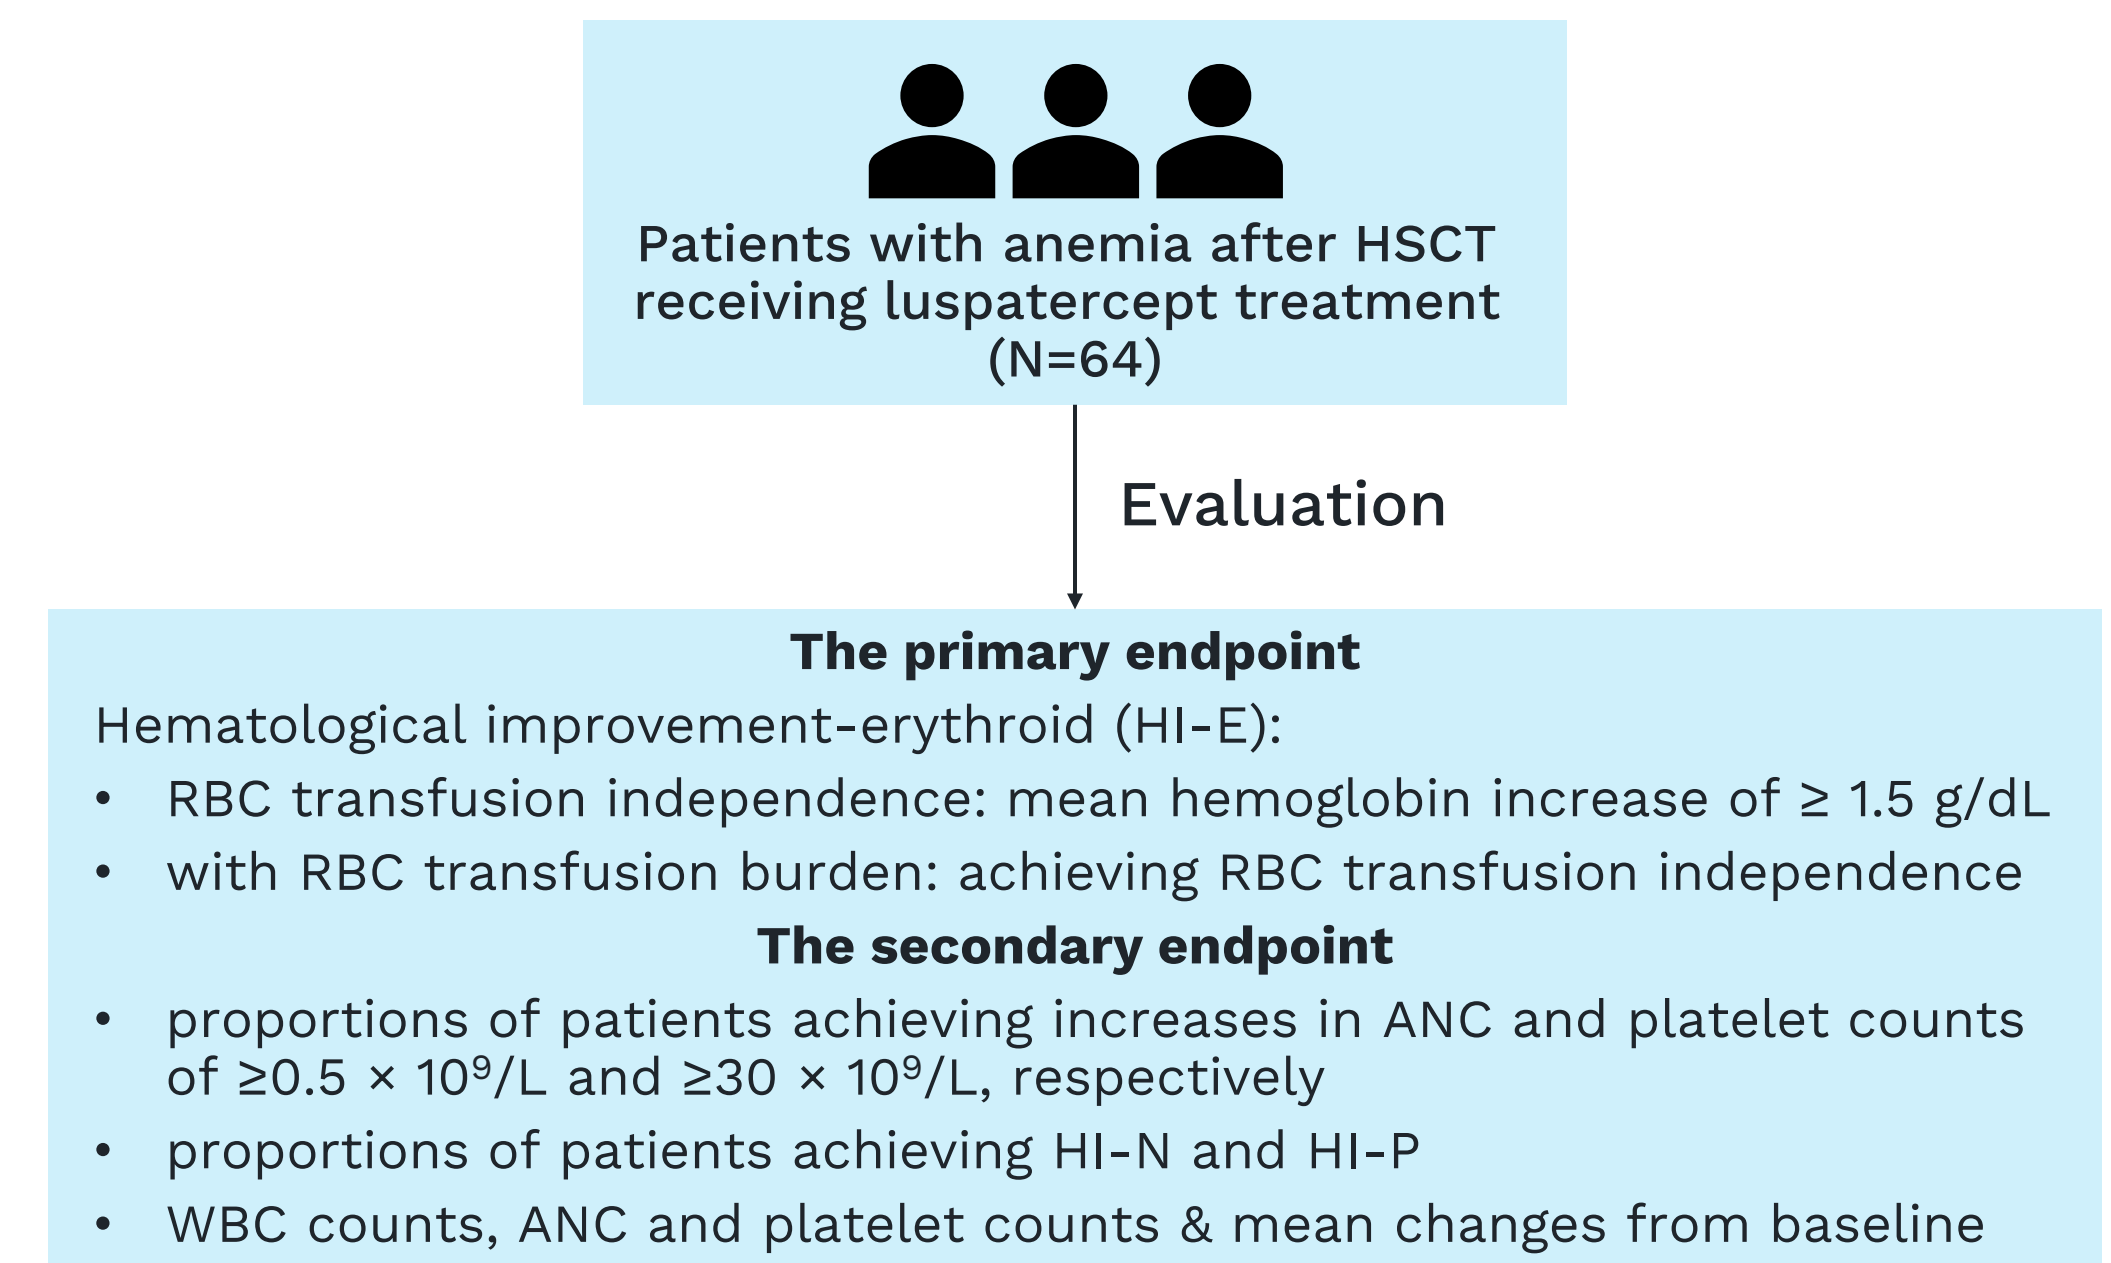 Patients with anemia after HSCT
receiving luspatercept treatment
(N=64)
Evaluation
The primary endpoint
Hematological improvement-erythroid (HI-E):
• RBC transfusion independence: mean hemoglobin increase of ≥ 1.5 g/dL
• with RBC transfusion burden: achieving RBC transfusion independence
The secondary endpoint
• proportions of patients achieving increases in ANC and platelet counts
of ≥0.5 × 10⁹/L and ≥30 × 10⁹/L, respectively
• proportions of patients achieving HI-N and HI-P
• WBC counts, ANC and platelet counts & mean changes from baseline